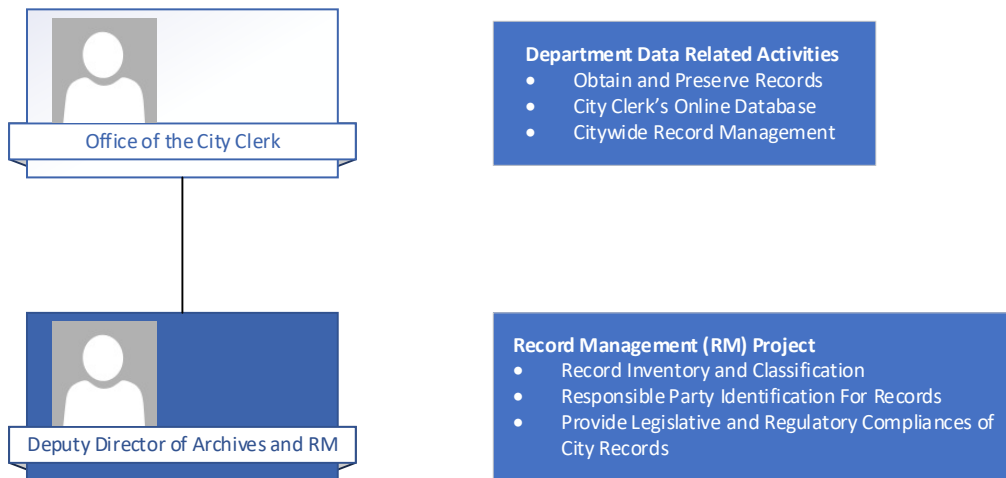 Office of the City Clerk
Department Data Related Activities
• Obtain and Preserve Records
• City Clerk's Online Database
• Citywide Record Management
Deputy Director of Archives and RM
Record Management (RM) Project
• Record Inventory and Classification
• Responsible Party Identification For Records
• Provide Legislative and Regulatory Compliances of
City Records